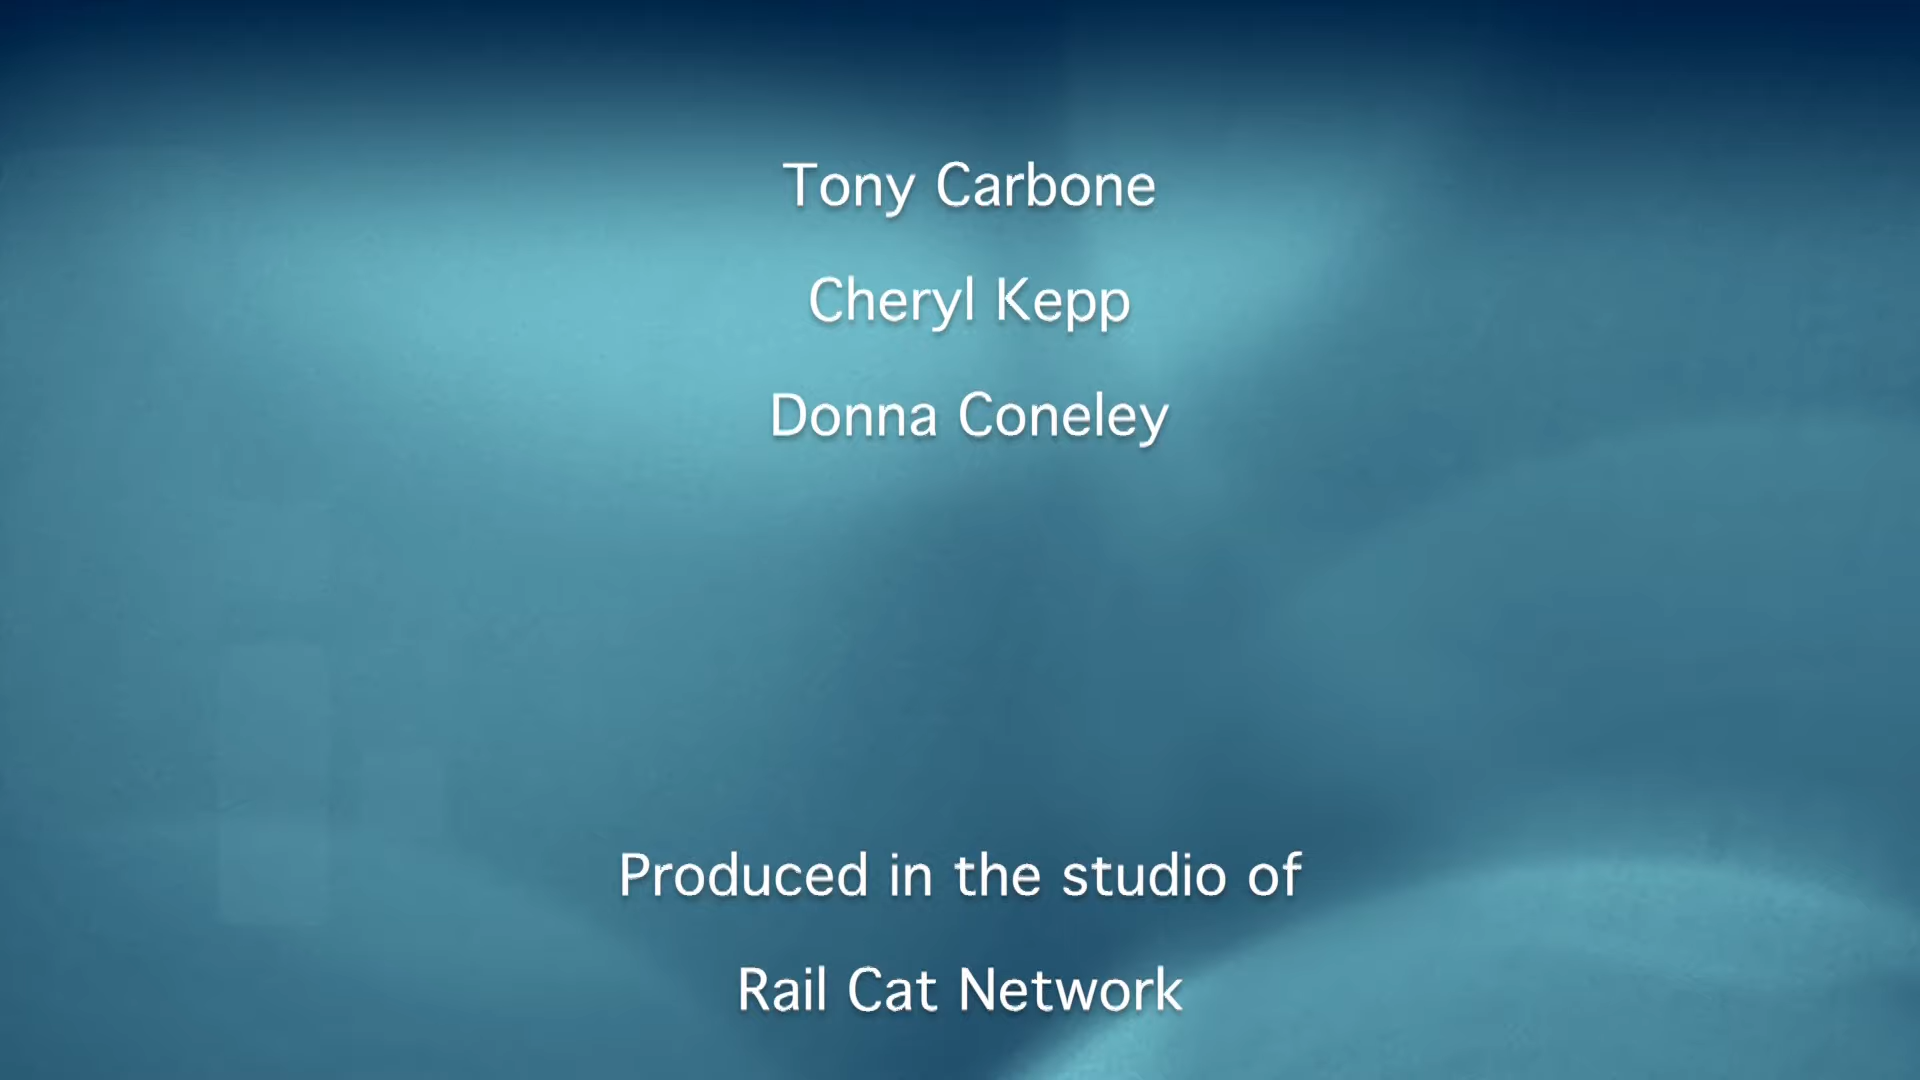 Tony Carbone
Cheryl Kepp
Donna Coneley
Produced in the studio of
Rail Cat Network